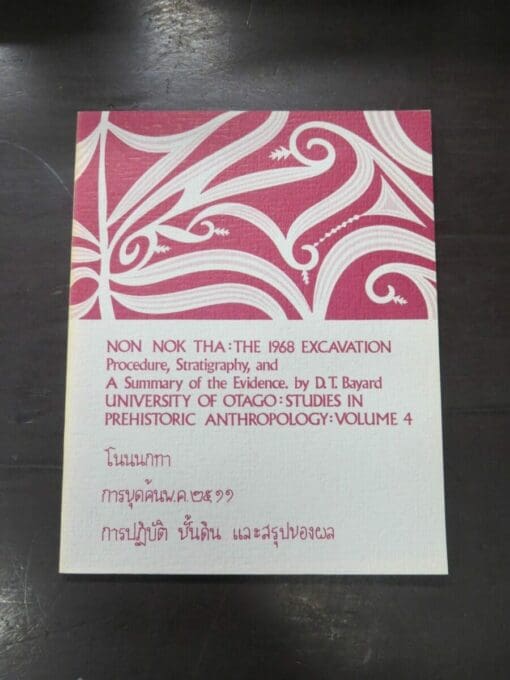 NON NOK THA:THE 1968 EXCAVATION
Procedure, Stratigraphy, and
A Summary of the Evidence. by D.T. Bayard
UNIVERSITY OF OTAGO:STUDIES IN
PREHISTORIC ANTHROPOLOGY:VOLUME 4
โนนนกทา
การขุดค้นพ.ค.๒๕๑๑
การปฏิบัติ ชั้นดิน และสรุปของผล